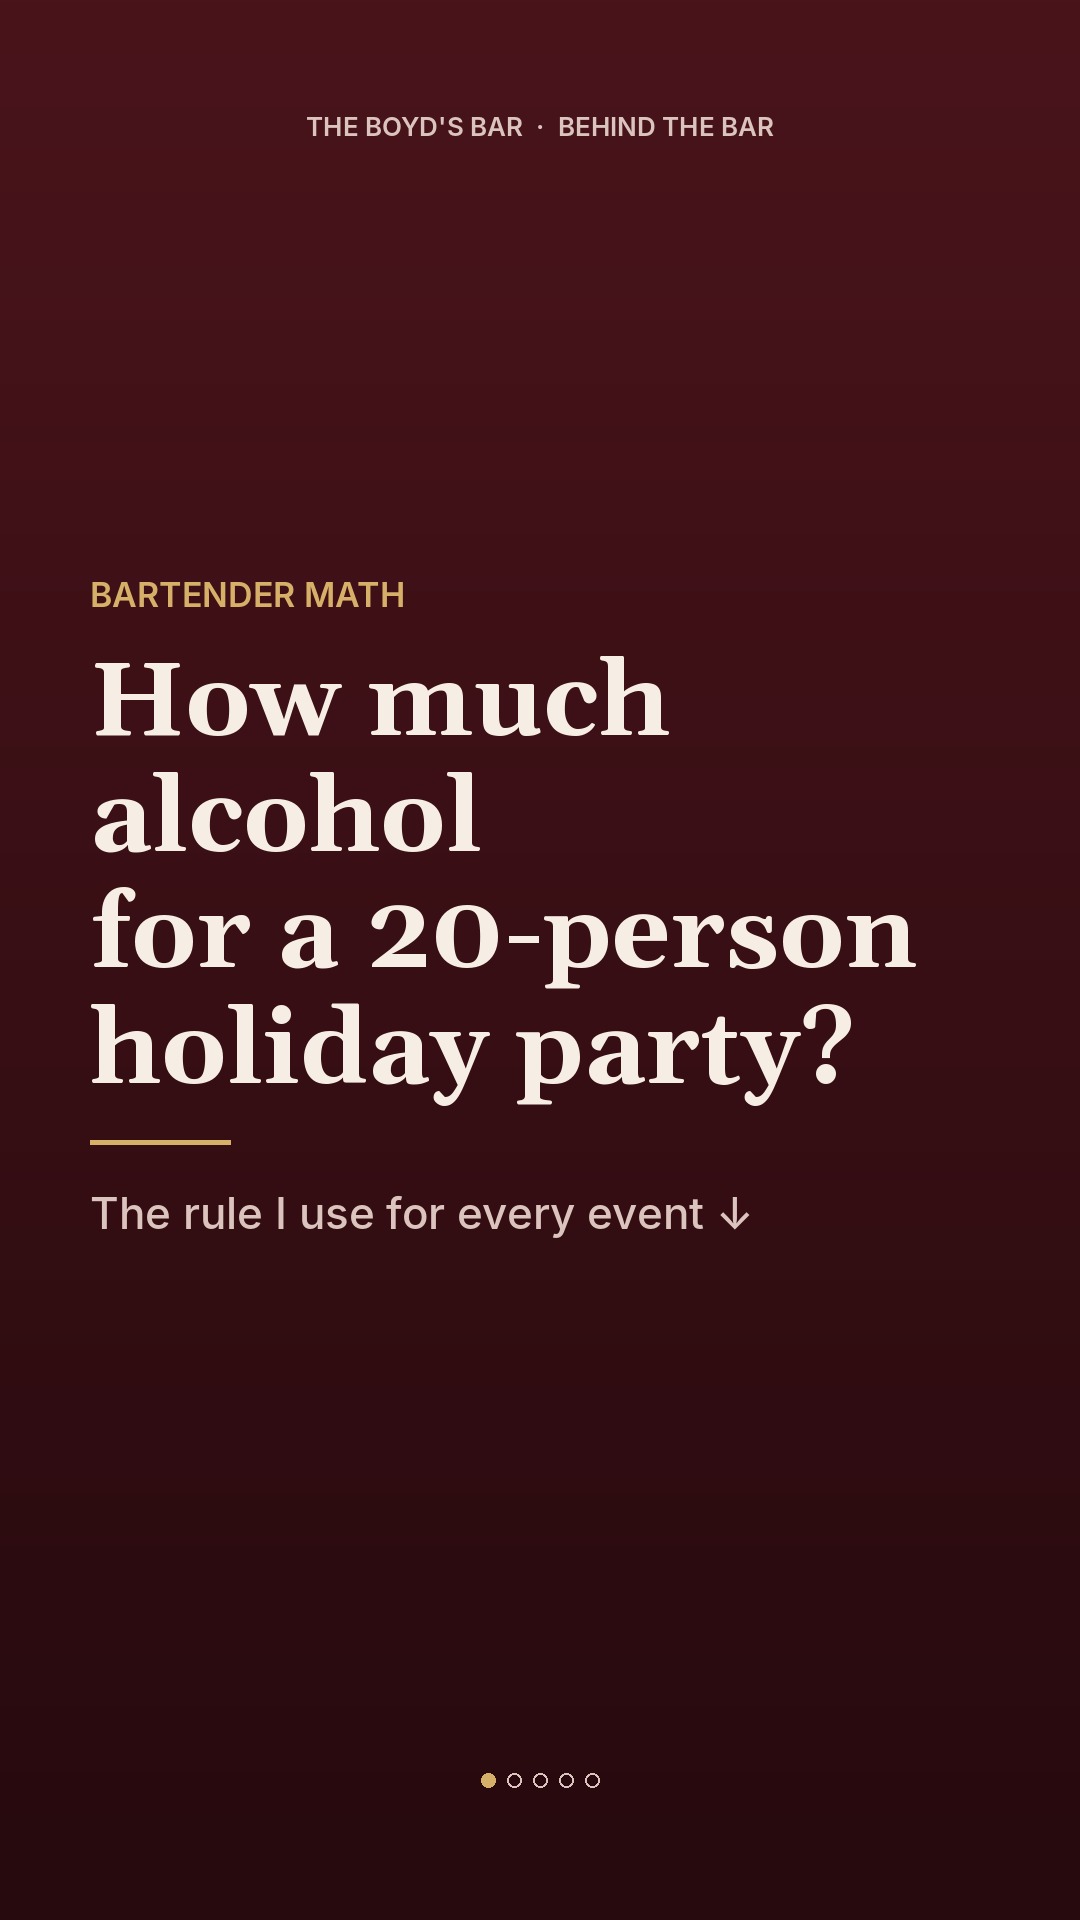 THE BOYD'S BAR · BEHIND THE BAR
BARTENDER MATH
How much
alcohol
for a 20-person
holiday party?
The rule I use for every event ↓